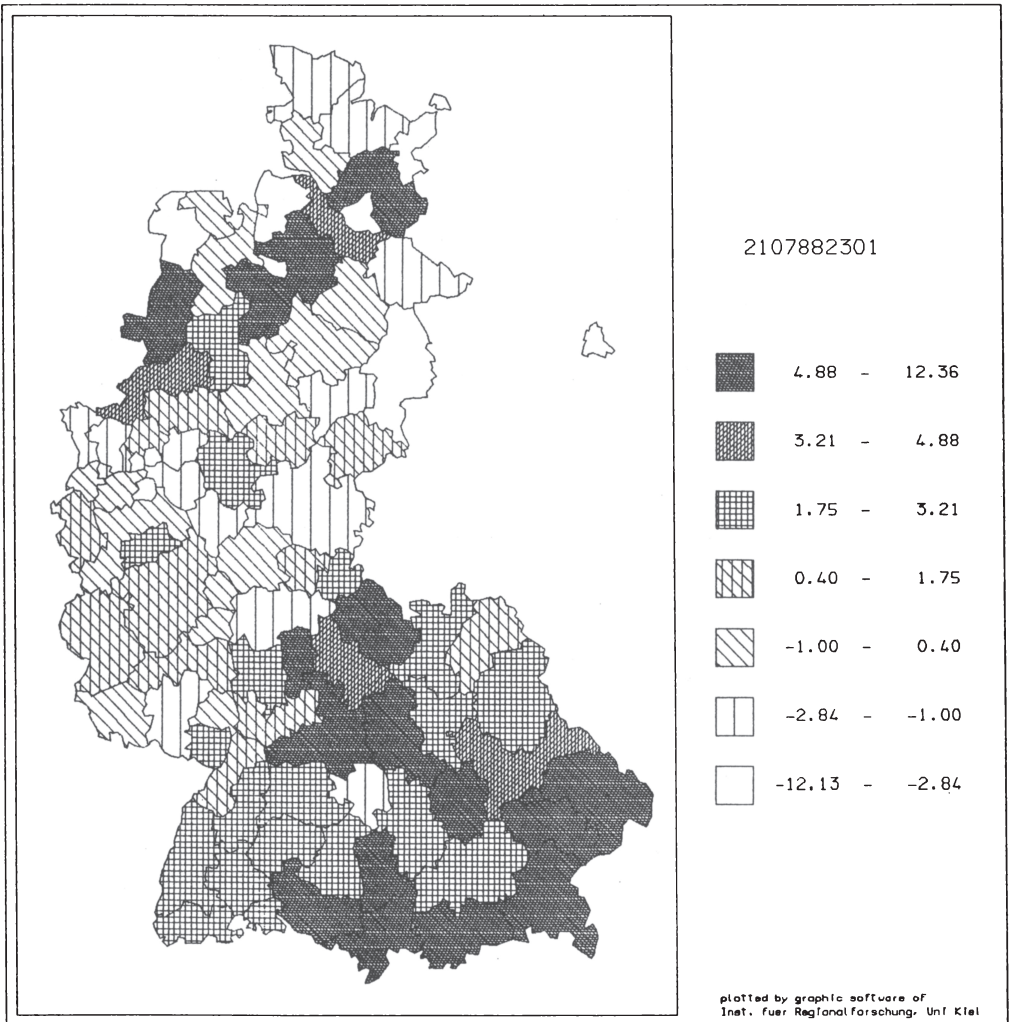 2107882301
4.88 - 12.36
3.21 - 4.88
1.75 - 3.21
0.40 - 1.75
-1.00 - 0.40
-2.84 - -1.00
-12.13 - -2.84
plotted by graphic software of
Inst. fuer Regionalforschung, Uni Kiel